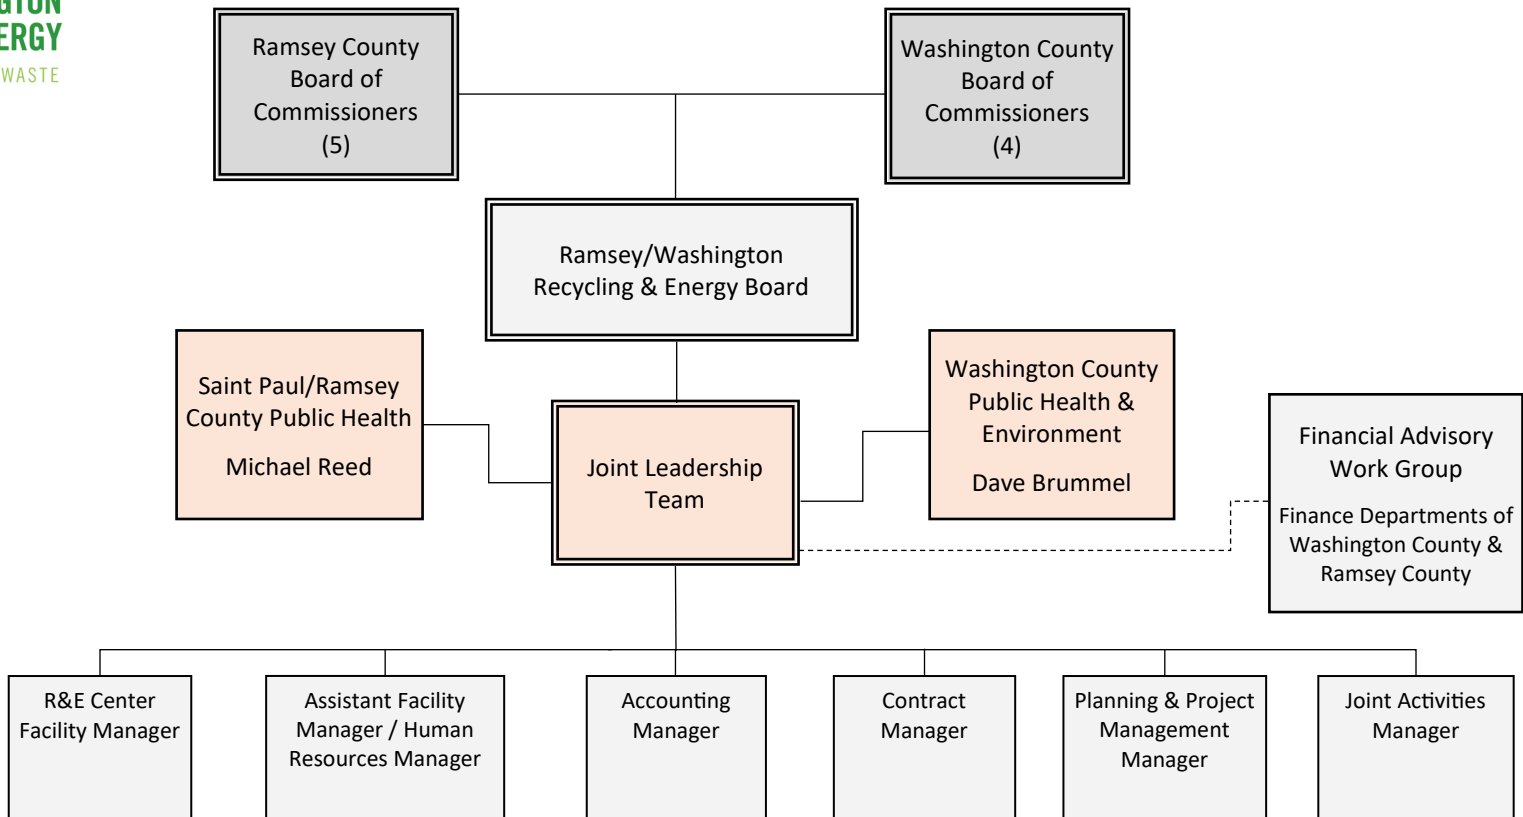 ERGY
WASTE
Ramsey County
Board of
Commissioners
(5)
Washington County
Board of
Commissioners
(4)
Ramsey/Washington
Recycling & Energy Board
Saint Paul/Ramsey
County Public Health
Michael Reed
Joint Leadership
Team
Washington County
Public Health &
Environment
Dave Brummel
Financial Advisory
Work Group
Finance Departments of
Washington County &
Ramsey County
R&E Center
Facility Manager
Assistant Facility
Manager / Human
Resources Manager
Accounting
Manager
Contract
Manager
Planning & Project
Management
Manager
Joint Activities
Manager